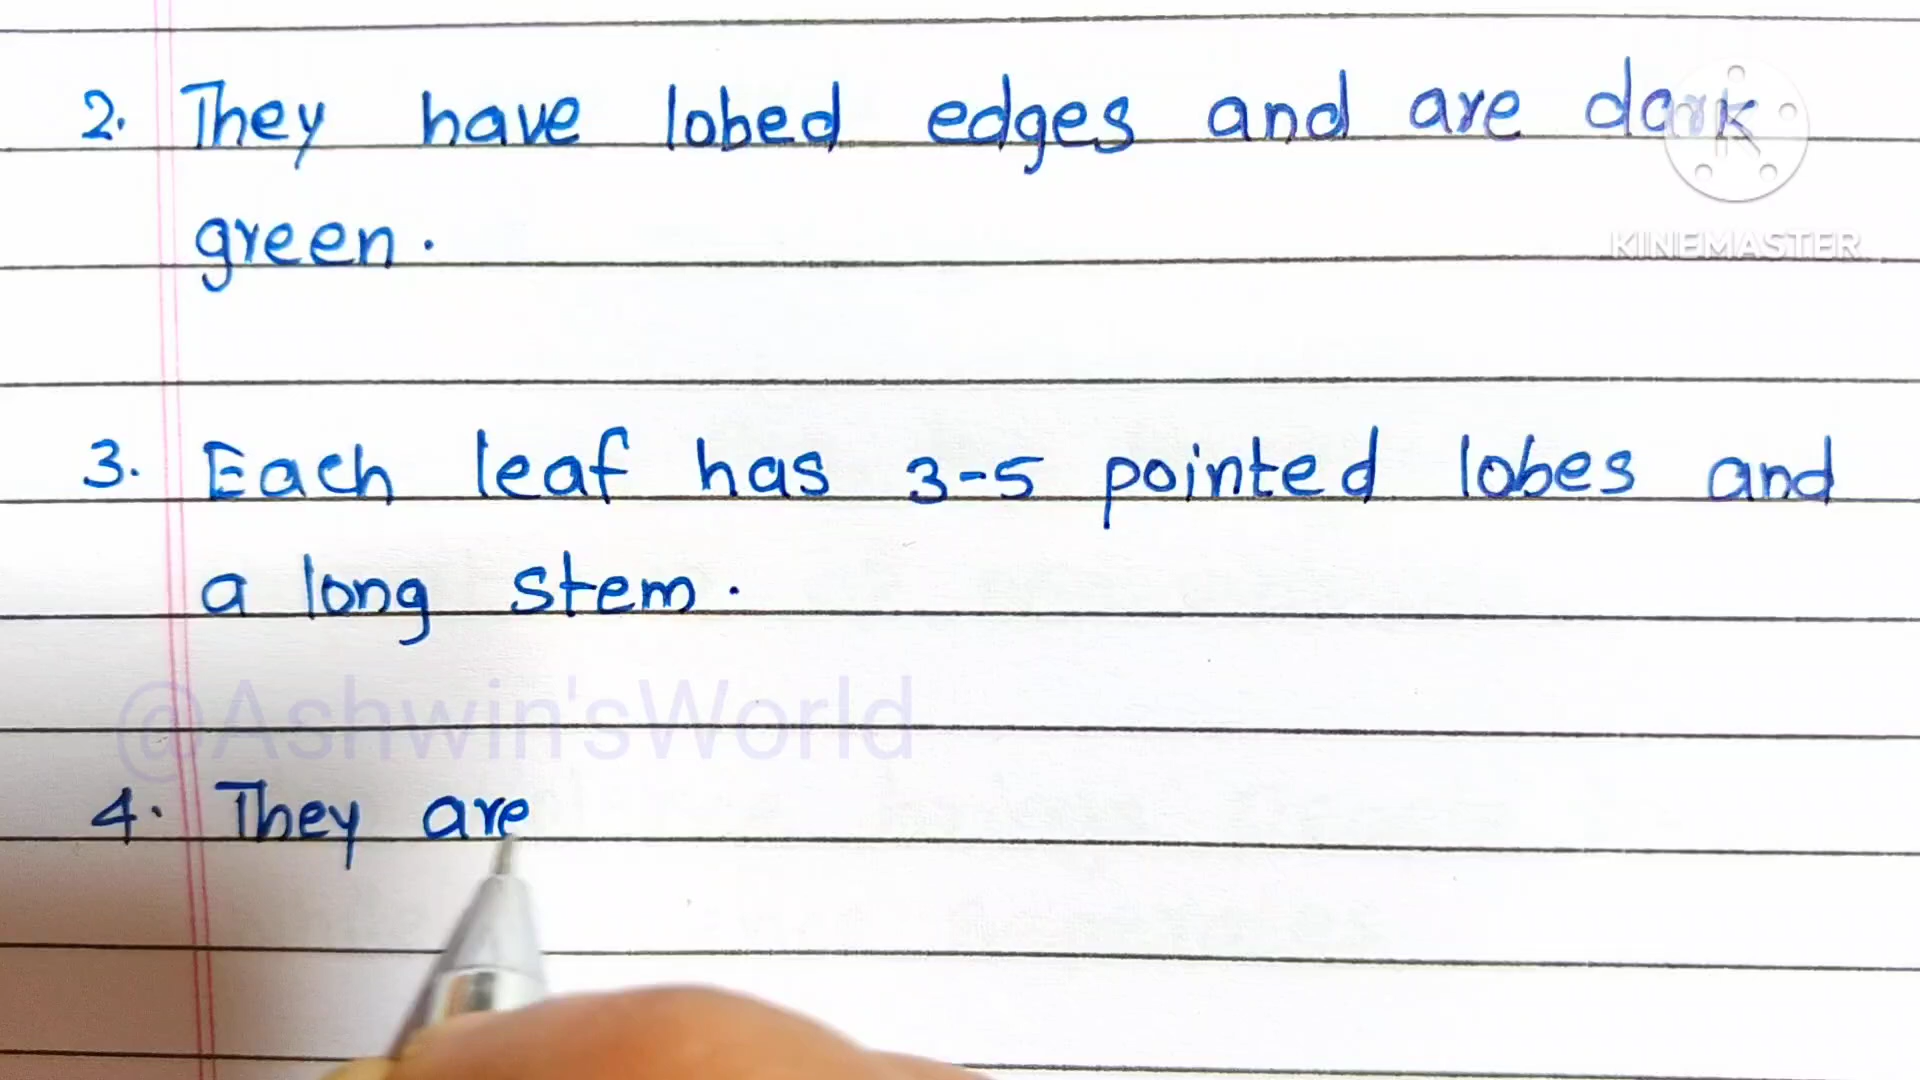 2. They have lobed edges and are dark
KINEMASTER
green.
3. Each leaf has 3-5 pointed lobes and
a long stem.
@Ashwin'sWorld
4. They are